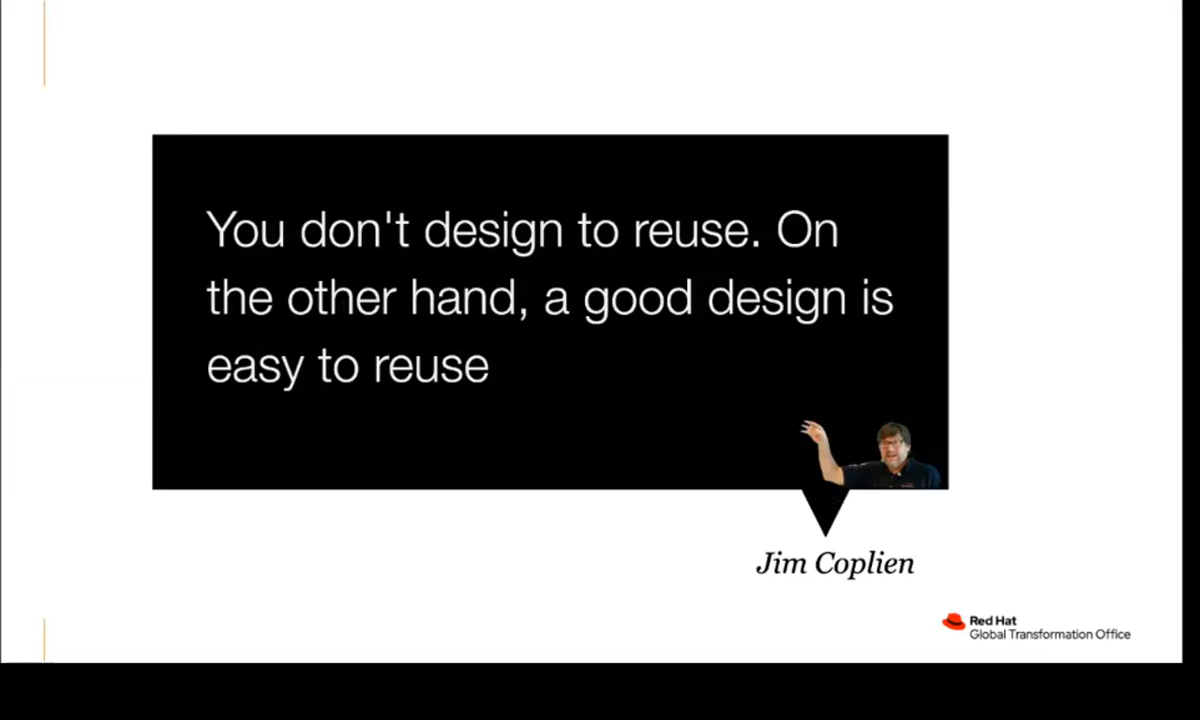 You don't design to reuse. On
the other hand, a good design is
easy to reuse
Jim Coplien
Red Hat
Global Transformation Office